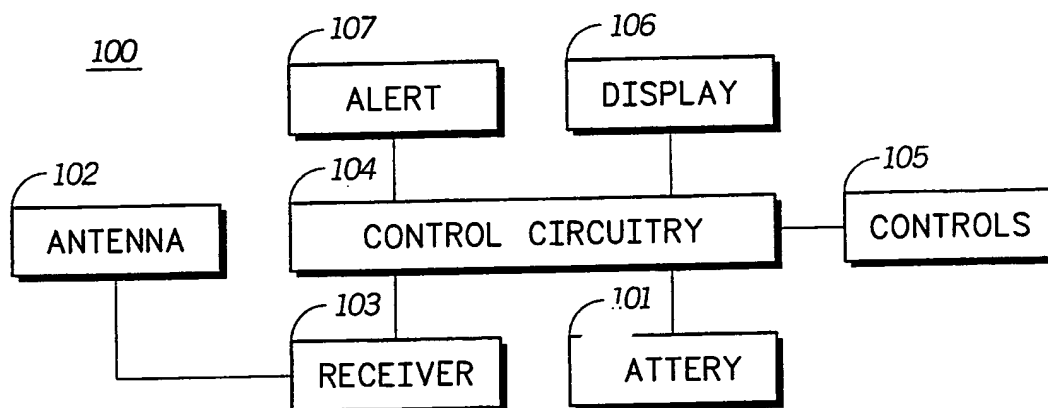 107
106
100
ALERT
DISPLAY
102
104
105
ANTENNA
CONTROL CIRCUITRY
CONTROLS
103
101
RECEIVER
ATTERY